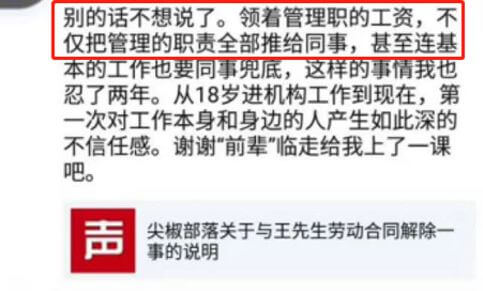 别的话不想说了。领着管理职的工资，不
仅把管理的职责全部推给同事，甚至连基
本的工作也要同事兜底，这样的事情我也
忍了两年。从18岁进机构工作到现在，第
一次对工作本身和身边的人产生如此深的
不信任感。谢谢“前辈”临走给我上了一课
吧。
声
尖椒部落关于与王先生劳动合同解除一
事的说明